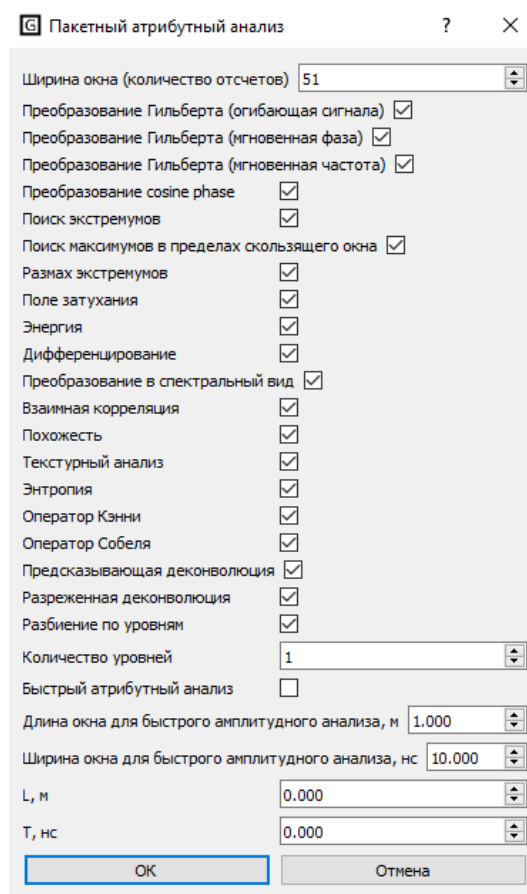 G Пакетный атрибутный анализ ? ×
Ширина окна (количество отсчетов) 51
Преобразование Гильберта (огибающая сигнала)
Преобразование Гильберта (мгновенная фаза)
Преобразование Гильберта (мгновенная частота)
Преобразование cosine phase
Поиск экстремумов
Поиск максимумов в пределах скользящего окна
Размах экстремумов
Поле затухания
Энергия
Дифференцирование
Преобразование в спектральный вид
Взаимная корреляция
Похожесть
Текстурный анализ
Энтропия
Оператор Кэнни
Оператор Собеля
Предсказывающая деконволюция
Разреженная деконволюция
Разбиение по уровням
Количество уровней 1
Быстрый атрибутный анализ
Длина окна для быстрого амплитудного анализа, м 1.000
Ширина окна для быстрого амплитудного анализа, нс 10.000
L, м 0.000
T, нс 0.000
OK Отмена